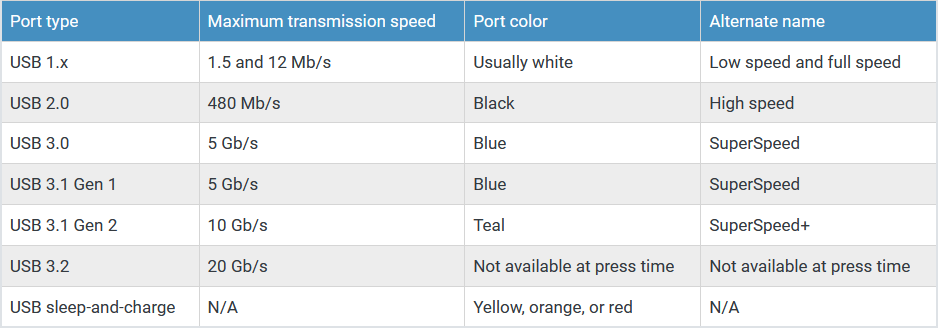 Port type Maximum transmission speed Port color Alternate name
USB 1.x 1.5 and 12 Mb/s Usually white Low speed and full speed
USB 2.0 480 Mb/s Black High speed
USB 3.0 5 Gb/s Blue SuperSpeed
USB 3.1 Gen 1 5 Gb/s Blue SuperSpeed
USB 3.1 Gen 2 10 Gb/s Teal SuperSpeed+
USB 3.2 20 Gb/s Not available at press time Not available at press time
USB sleep-and-charge N/A Yellow, orange, or red N/A